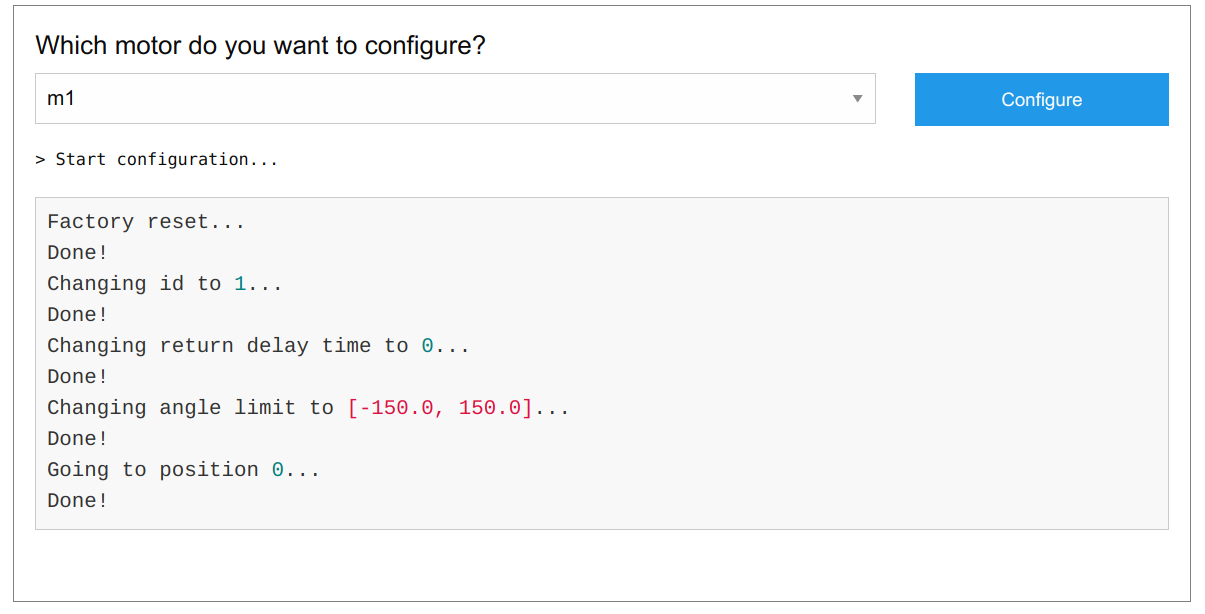 Which motor do you want to configure?
m1
Configure
> Start configuration...
Factory reset...
Done!
Changing id to 1...
Done!
Changing return delay time to 0...
Done!
Changing angle limit to [-150.0, 150.0]...
Done!
Going to position 0...
Done!